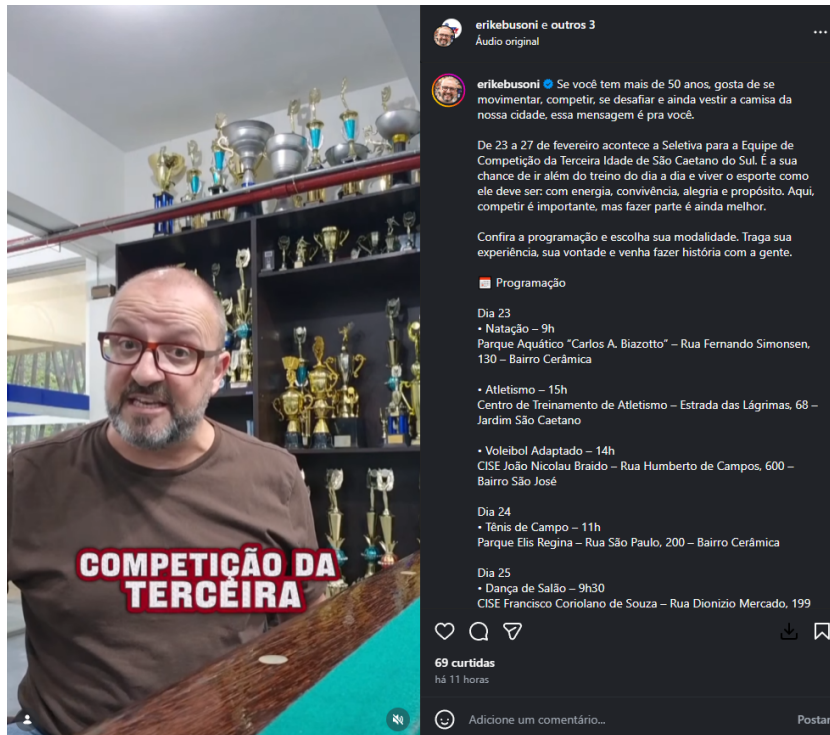 erikebusoni e outros 3
Áudio original
erikebusoni Se você tem mais de 50 anos, gosta de se
movimentar, competir, se desafiar e ainda vestir a camisa da
nossa cidade, essa mensagem é pra você.
De 23 a 27 de fevereiro acontece a Seletiva para a Equipe de
Competição da Terceira Idade de São Caetano do Sul. É a sua
chance de ir além do treino do dia a dia e viver o esporte como
ele deve ser: com energia, convivência, alegria e propósito. Aqui,
competir é importante, mas fazer parte é ainda melhor.
Confira a programação e escolha sua modalidade. Traga sua
experiência, sua vontade e venha fazer história com a gente.
Programação
Dia 23
• Natação – 9h
Parque Aquático “Carlos A. Biazotto” – Rua Fernando Simonsen,
130 – Bairro Cerâmica
• Atletismo – 15h
Centro de Treinamento de Atletismo – Estrada das Lágrimas, 68 –
Jardim São Caetano
• Voleibol Adaptado – 14h
CISE João Nicolau Braido – Rua Humberto de Campos, 600 –
Bairro São José
Dia 24
• Tênis de Campo – 11h
Parque Elis Regina – Rua São Paulo, 200 – Bairro Cerâmica
Dia 25
• Dança de Salão – 9h30
CISE Francisco Coriolano de Souza – Rua Dionizio Mercado, 199
COMPETIÇÃO DA
TERCEIRA
69 curtidas
há 11 horas
Adicione um comentário...
Postar